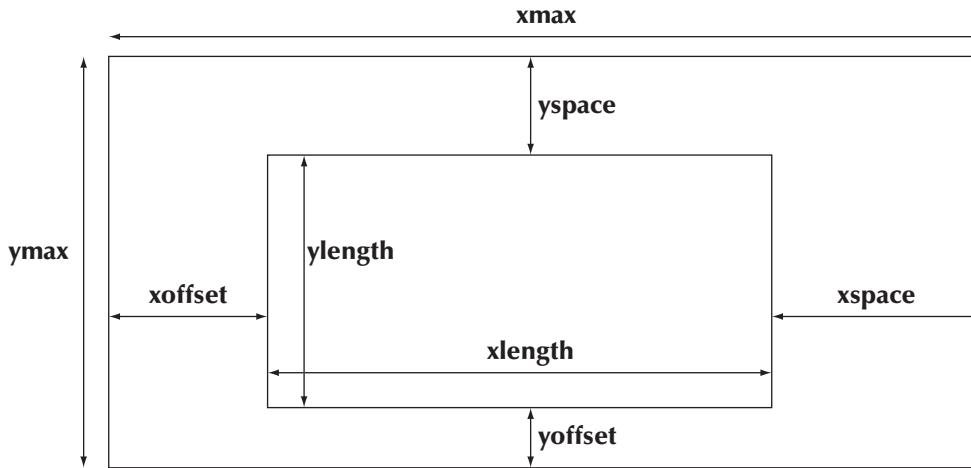 xmax
yspace
ymax
ylength
xoffset
xspace
xlength
yoffset